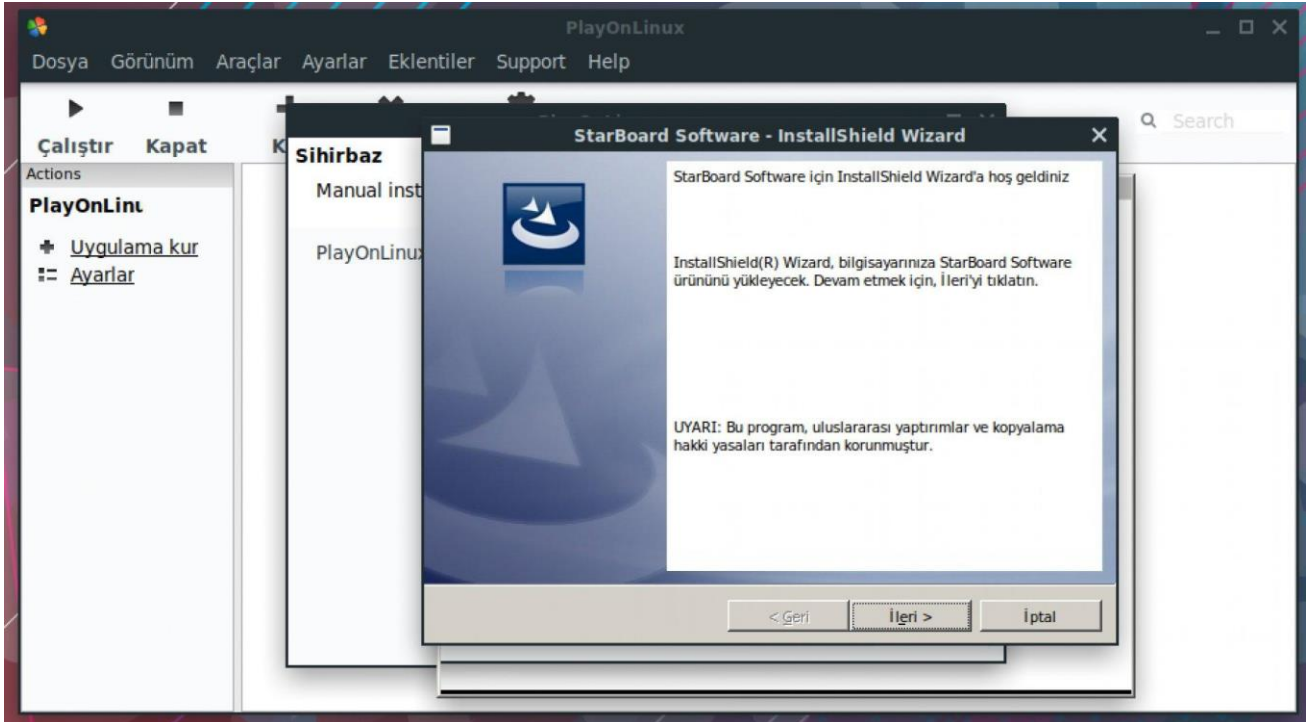 PlayOnLinux
Dosya Görünüm Araçlar Ayarlar Eklentiler Support Help
Çalıştır Kapat
Search
Actions
PlayOnLinu
Uygulama kur
Ayarlar
Sihirbaz
Manual inst
PlayOnLinux
StarBoard Software - InstallShield Wizard
StarBoard Software için InstallShield Wizard'a hoş geldiniz
InstallShield(R) Wizard, bilgisayarınıza StarBoard Software
ürününü yükleyecek. Devam etmek için, İleri'yi tıklatın.
UYARI: Bu program, uluslararası yaptırımlar ve kopyalama
hakki yasaları tarafından korunmuştur.
< Geri İleri > İptal